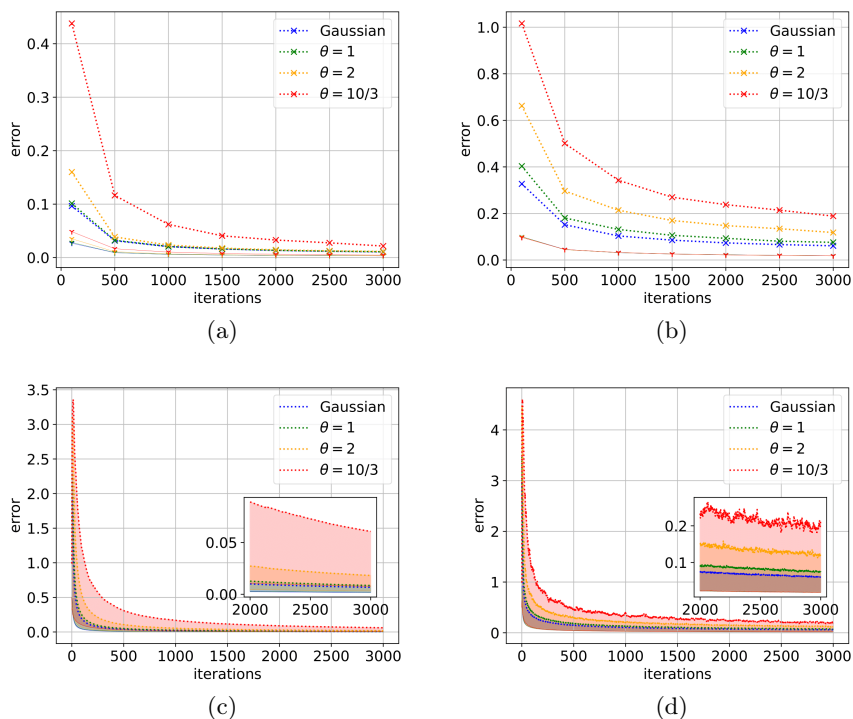 0.4
0.3
0.2
0.1
0.0
error
0 500 1000 1500 2000 2500 3000
iterations
Gaussian
θ = 1
θ = 2
θ = 10/3
(a)
1.0
0.8
0.6
0.4
0.2
0.0
error
0 500 1000 1500 2000 2500 3000
iterations
Gaussian
θ = 1
θ = 2
θ = 10/3
(b)
3.5
3.0
2.5
2.0
1.5
1.0
0.5
0.0
error
0 500 1000 1500 2000 2500 3000
iterations
Gaussian
θ = 1
θ = 2
θ = 10/3
0.05
0.00
2000 2500 3000
(c)
4
3
2
1
0
error
0 500 1000 1500 2000 2500 3000
iterations
Gaussian
θ = 1
θ = 2
θ = 10/3
0.2
0.1
2000 2500 3000
(d)